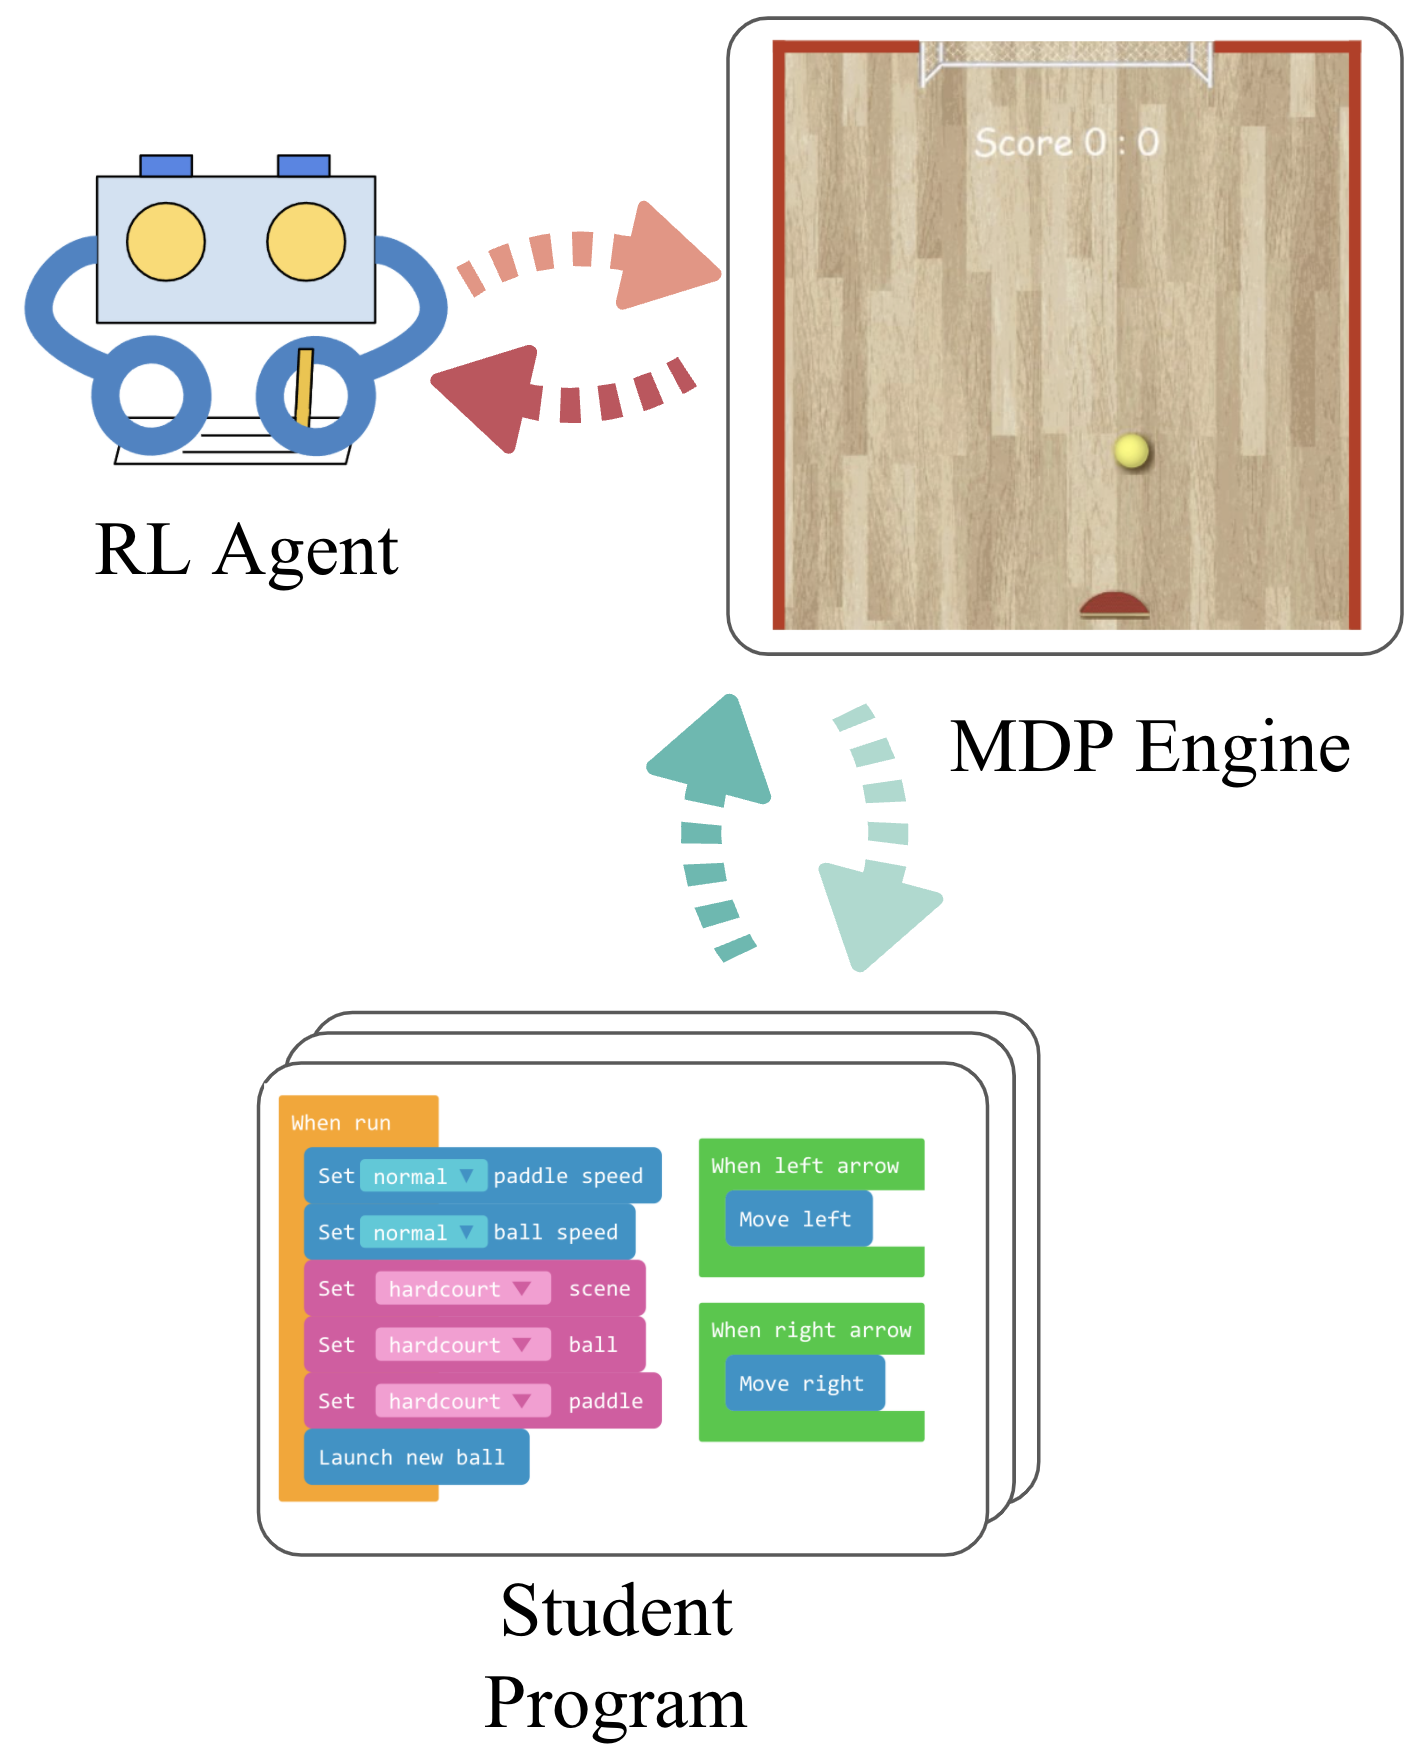 Score 0 : 0
RL Agent
MDP Engine
When run
Set normal ▼ paddle speed
Set normal ▼ ball speed
Set hardcourt ▼ scene
Set hardcourt ▼ ball
Set hardcourt ▼ paddle
Launch new ball
When left arrow
Move left
When right arrow
Move right
Student
Program